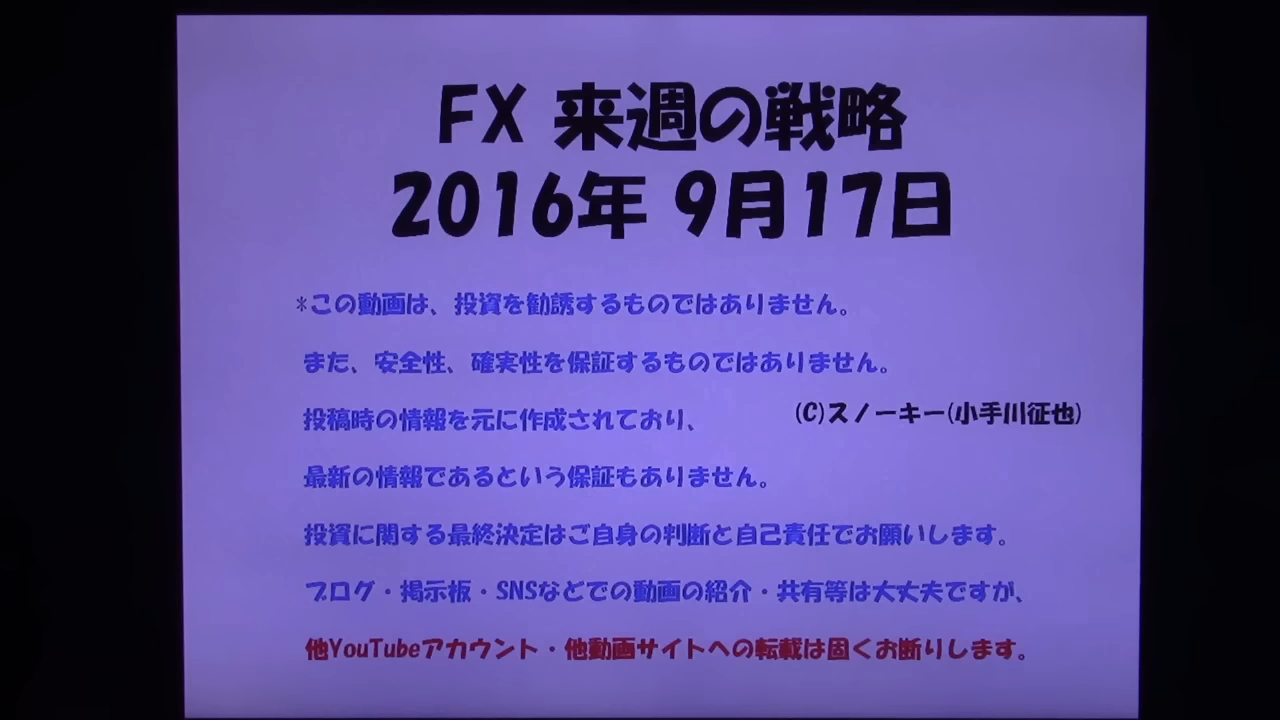 FX 来週の戦略
2016年 9月17日
*この動画は、投資を勧誘するものではありません。
また、安全性、確実性を保証するものではありません。
投稿時の情報を元に作成されており、
(C)スノーキー(小手川征也)
最新の情報であるという保証もありません。
投資に関する最終決定はご自身の判断と自己責任でお願いします。
ブログ・掲示板・SNSなどでの動画の紹介・共有等は大丈夫ですが、
他YouTubeアカウント・他動画サイトへの転載は固くお断りします。